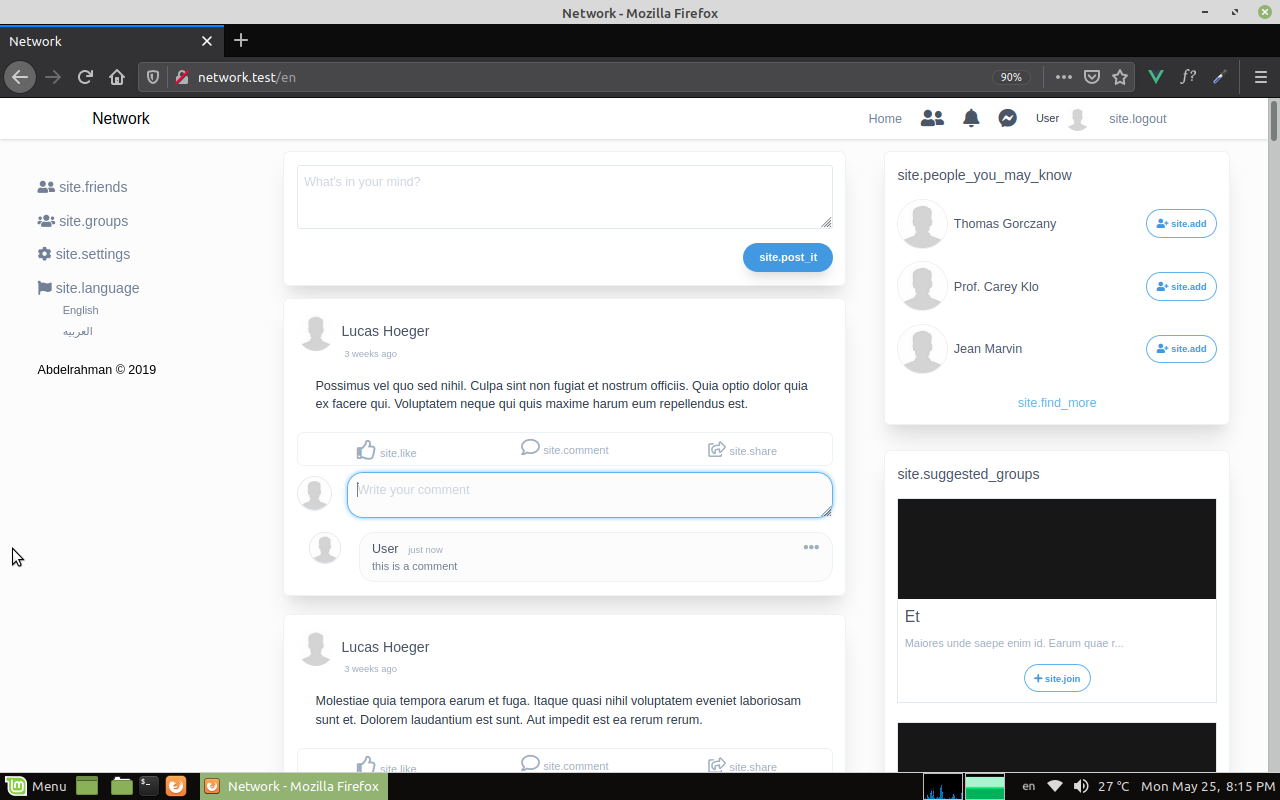 Network - Mozilla Firefox
Network
network.test/en
90%
f?
Network
Home
User
site.logout
site.friends
site.groups
site.settings
site.language
English
العربيه
Abdelrahman © 2019
What's in your mind?
site.post_it
Lucas Hoeger
3 weeks ago
Possimus vel quo sed nihil. Culpa sint non fugiat et nostrum officiis. Quia optio dolor quia
ex facere qui. Voluptatem neque qui quis maxime harum eum repellendus est.
site.like
site.comment
site.share
Write your comment
User just now
this is a comment
Lucas Hoeger
3 weeks ago
Molestiae quia tempora earum et fuga. Itaque quasi nihil voluptatem eveniet laboriosam
sunt et. Dolorem laudantium est sunt. Aut impedit est ea rerum rerum.
site.like
site.comment
site.share
site.people_you_may_know
Thomas Gorczany
site.add
Prof. Carey Klo
site.add
Jean Marvin
site.add
site.find_more
site.suggested_groups
Et
Maiores unde saepe enim id. Earum quae r...
site.join
Menu
Network - Mozilla Firefox
en
27 ℃
Mon May 25, 8:15 PM